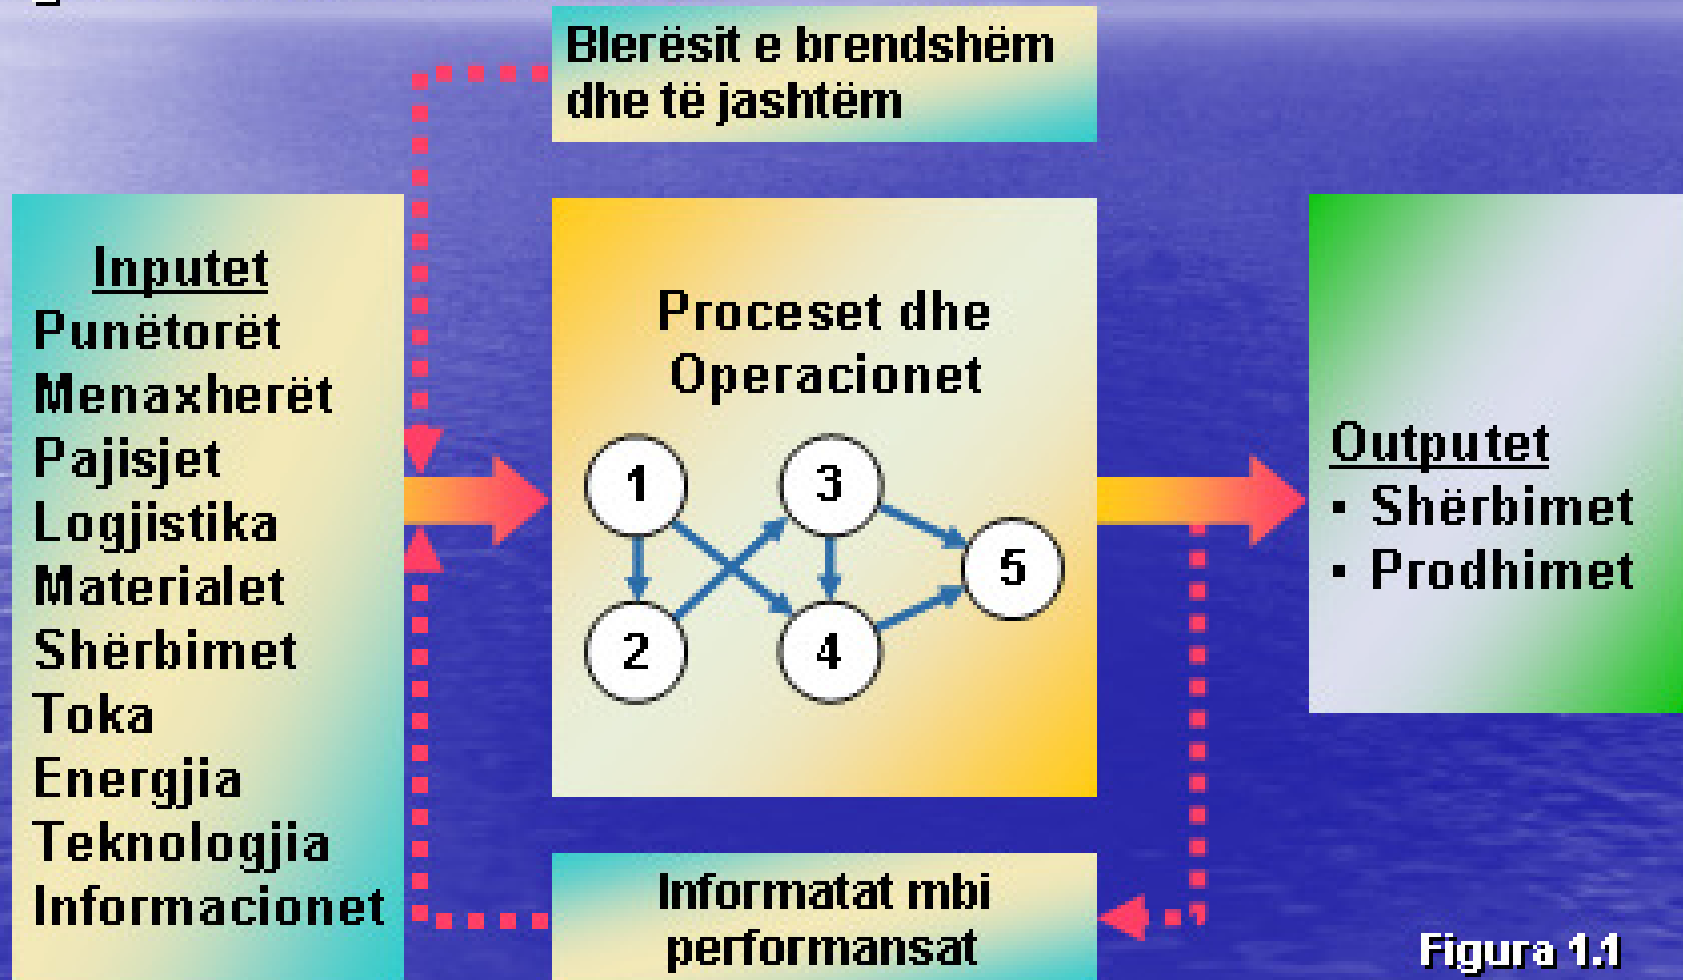 Blerësit e brendshëm
dhe të jashtëm
Inputet
Punëtorët
Menaxherët
Pajisjet
Logjistika
Materialet
Shërbimet
Toka
Energjia
Teknologjia
Informacionet
Proceset dhe
Operacionet
1
3
5
2
4
Outputet
▪ Shërbimet
▪ Prodhimet
Informatat mbi
performansat
Figura 1.1